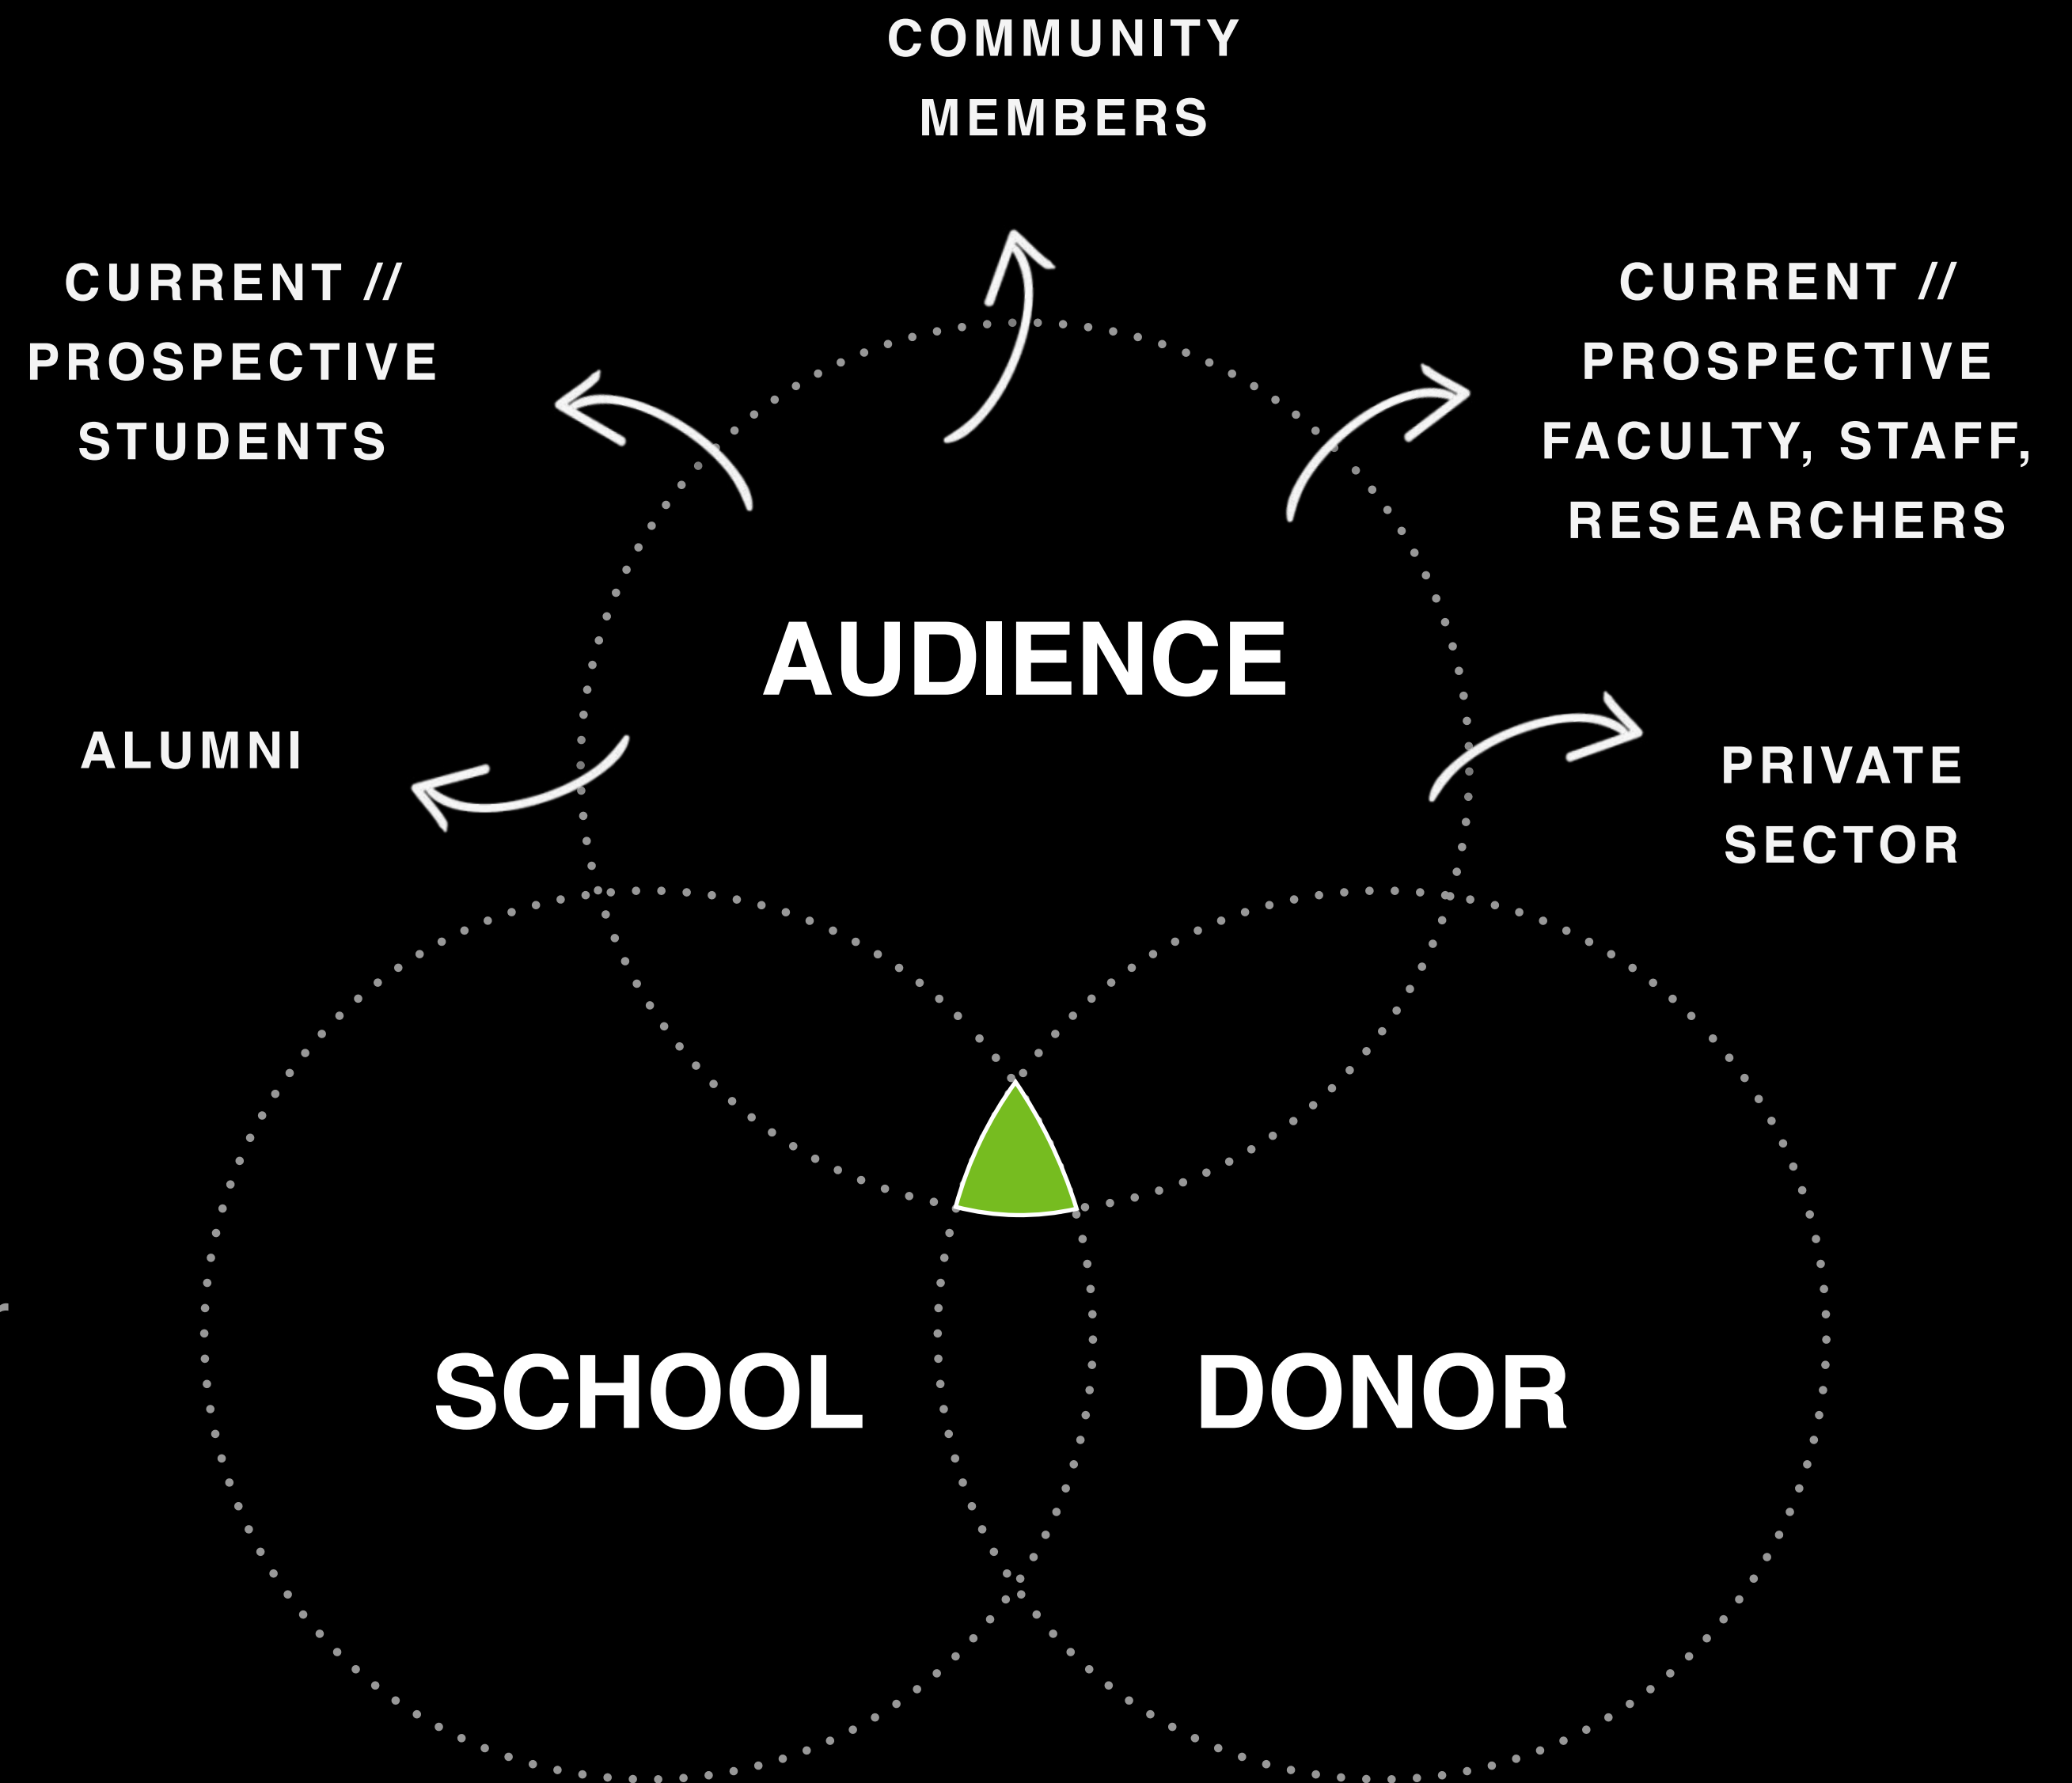 COMMUNITY
MEMBERS
CURRENT //
PROSPECTIVE
STUDENTS
CURRENT //
PROSPECTIVE
FACULTY, STAFF,
RESEARCHERS
AUDIENCE
ALUMNI
PRIVATE
SECTOR
SCHOOL
DONOR